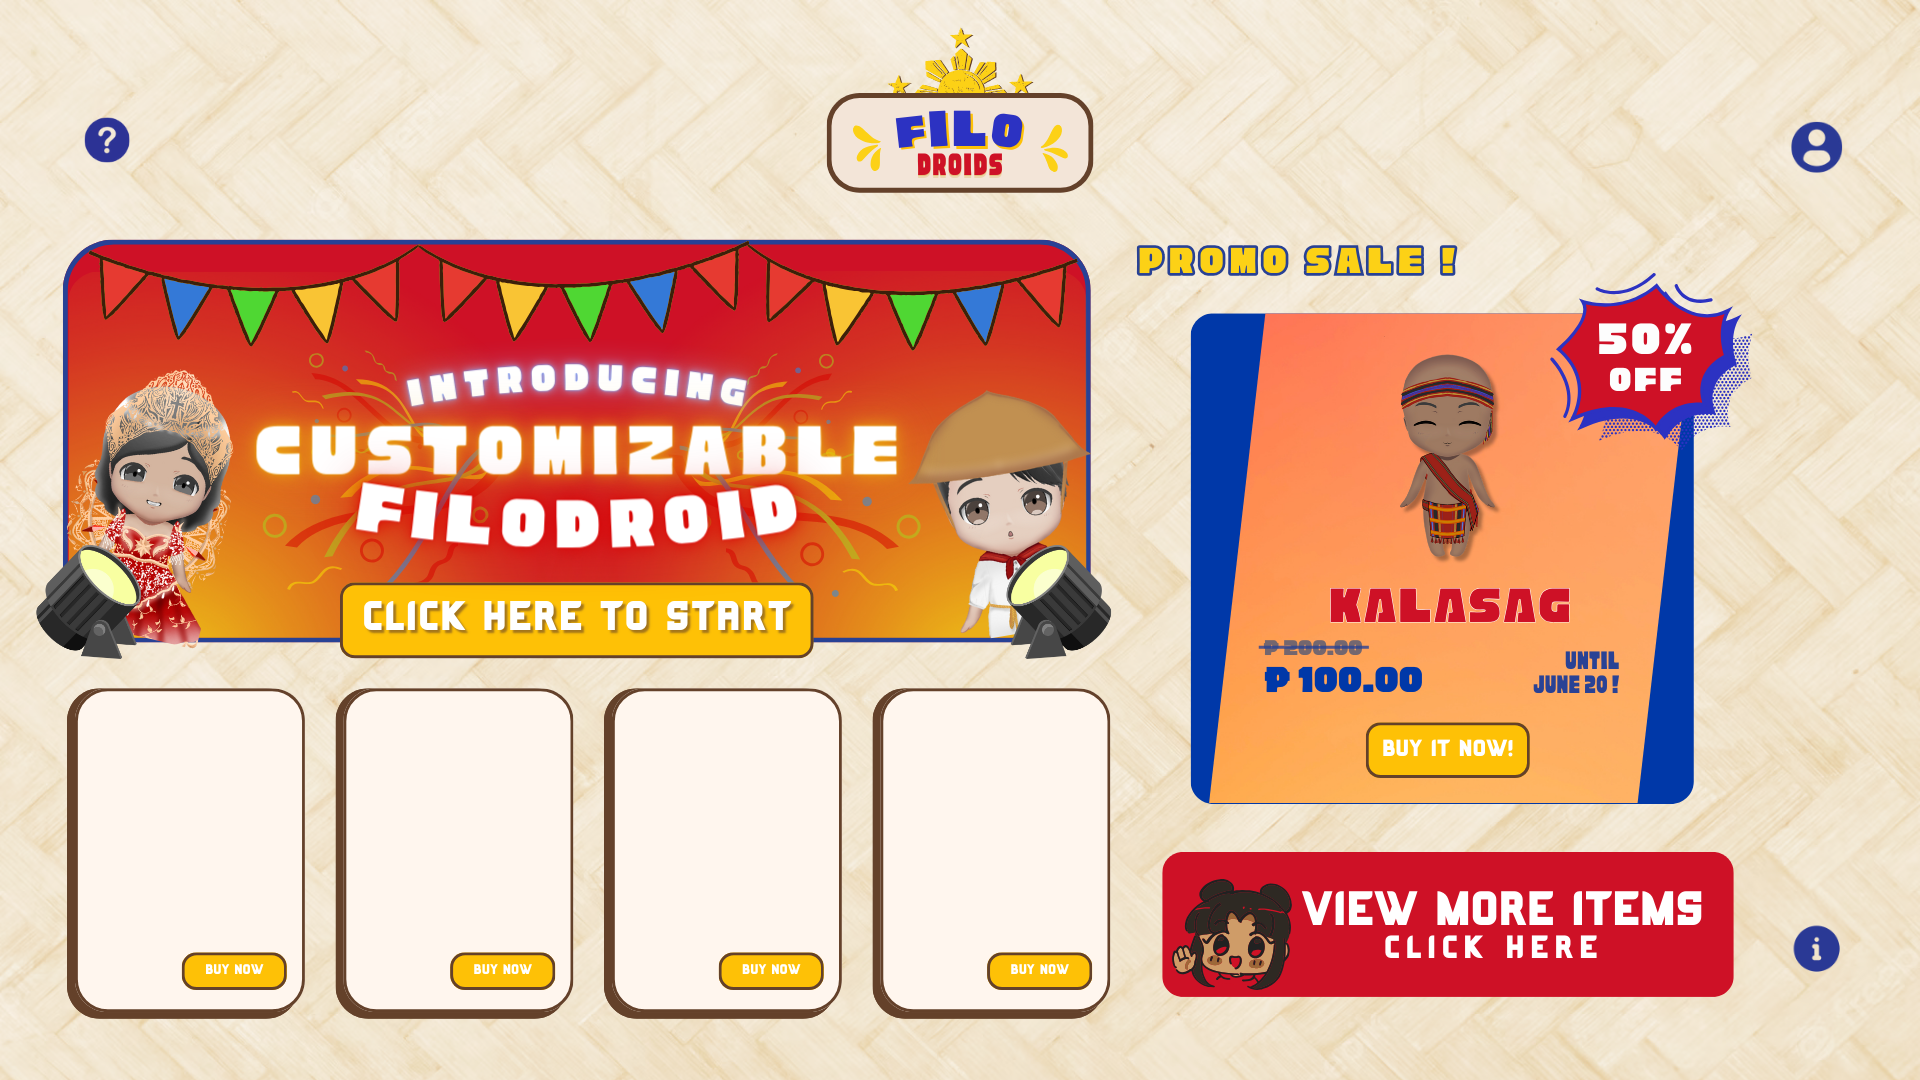 ?
FILO
DROIDS
INTRODUCING
CUSTOMIZABLE
FILODROID
CLICK HERE TO START
BUY NOW
BUY NOW
BUY NOW
BUY NOW
PROMO SALE !
50%
OFF
KALASAG
₱ 200.00
₱ 100.00
UNTIL
JUNE 20 !
BUY IT NOW!
VIEW MORE ITEMS
CLICK HERE
i